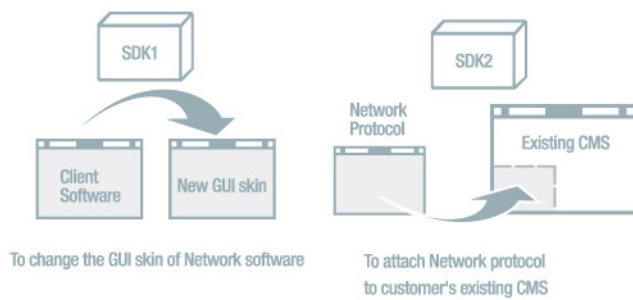 SDK1
Client
Software
New GUI skin
To change the GUI skin of Network software
SDK2
Network
Protocol
Existing CMS
To attach Network protocol
to customer's existing CMS